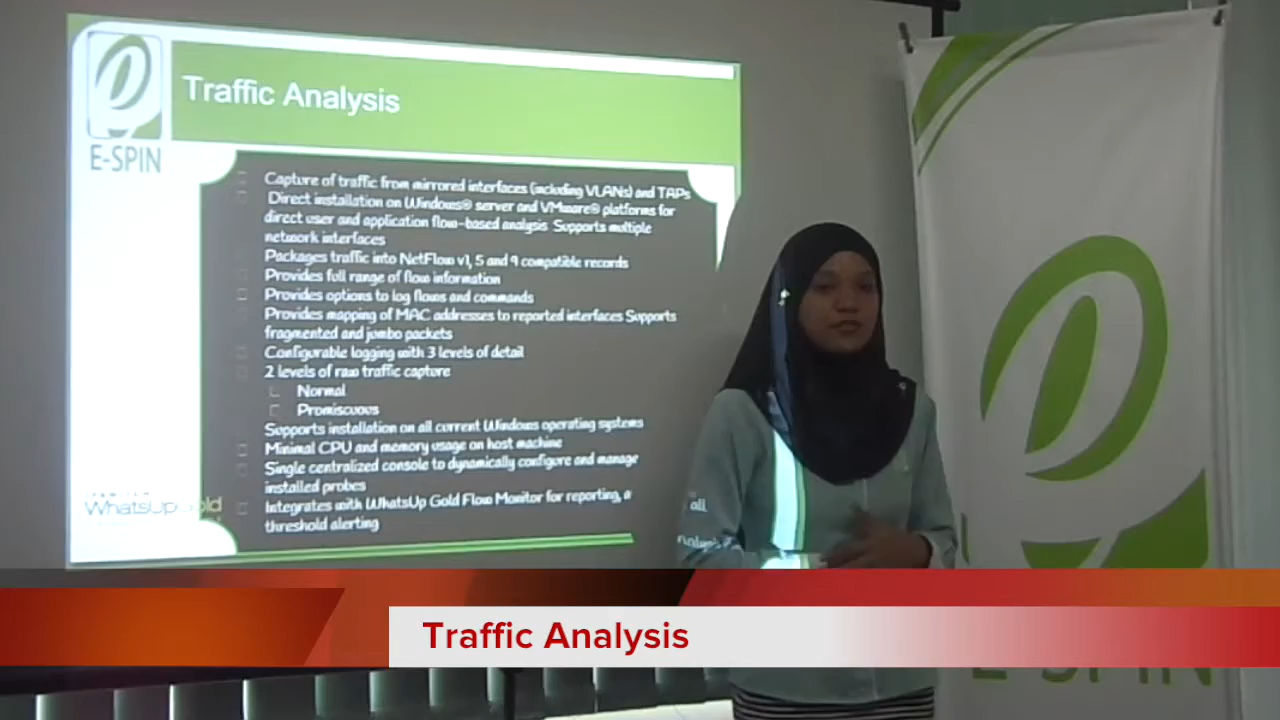 Traffic Analysis
E-SPIN
Capture of traffic from mirrored interfaces (including VLANs) and TAPs
Direct installation on Windows® server and VMware® platforms for
direct user and application flow-based analysis Supports multiple
network interfaces
Packages traffic into NetFlow v1, 5 and 9 compatible records
Provides full range of flow information
Provides options to log flows and commands
Provides mapping of MAC addresses to reported interfaces Supports
fragmented and jumbo packets
Configurable logging with 3 levels of detail
2 levels of raw traffic capture
Normal
Promiscuous
Supports installation on all current Windows operating systems
Minimal CPU and memory usage on host machine
Single centralized console to dynamically configure and manage
installed probes
Integrates with WhatsUp Gold Flow Monitor for reporting, a
threshold alerting
WhatsUpGold
all
Traffic Analysis
E-SPIN